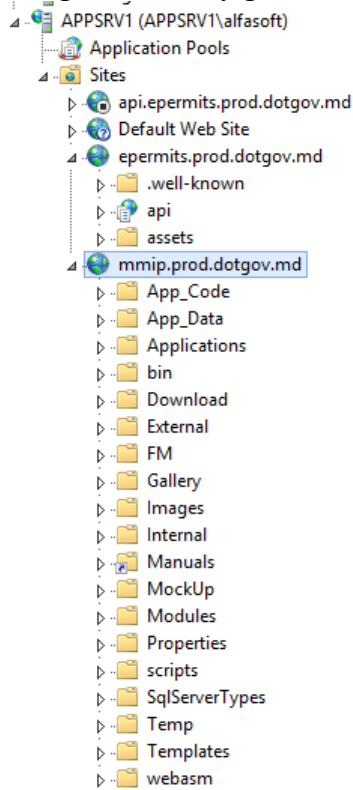 APPSRV1 (APPSRV1\alfasoft)
Application Pools
Sites
api.epermits.prod.dotgov.md
Default Web Site
epermits.prod.dotgov.md
.well-known
api
assets
mmip.prod.dotgov.md
App_Code
App_Data
Applications
bin
Download
External
FM
Gallery
Images
Internal
Manuals
MockUp
Modules
Properties
scripts
SqlServerTypes
Temp
Templates
webasm